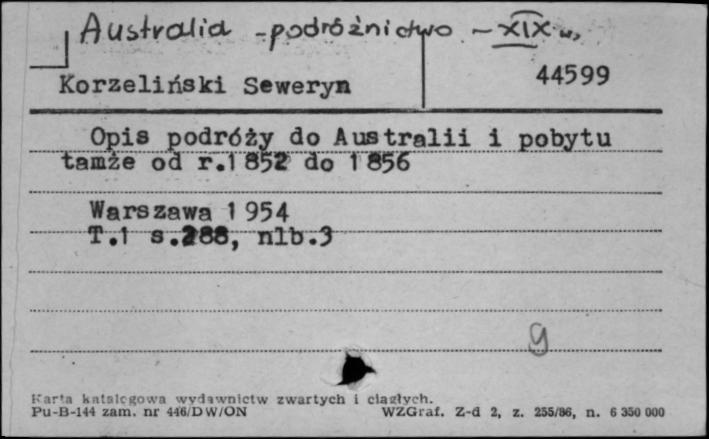 Australia - podróżnictwo - XIX w.
Korzeliński Seweryn 44599
Opis podróży do Australii i pobytu
tamże od r.1852 do 1856
Warszawa 1954
T.1 s.288, nlb.3
g
Karta katalogowa wydawnictw zwartych i ciągłych.
Pu-B-144 zam. nr 446/DW/ON WZGraf. Z-d 2, z. 255/86, n. 6 350 000